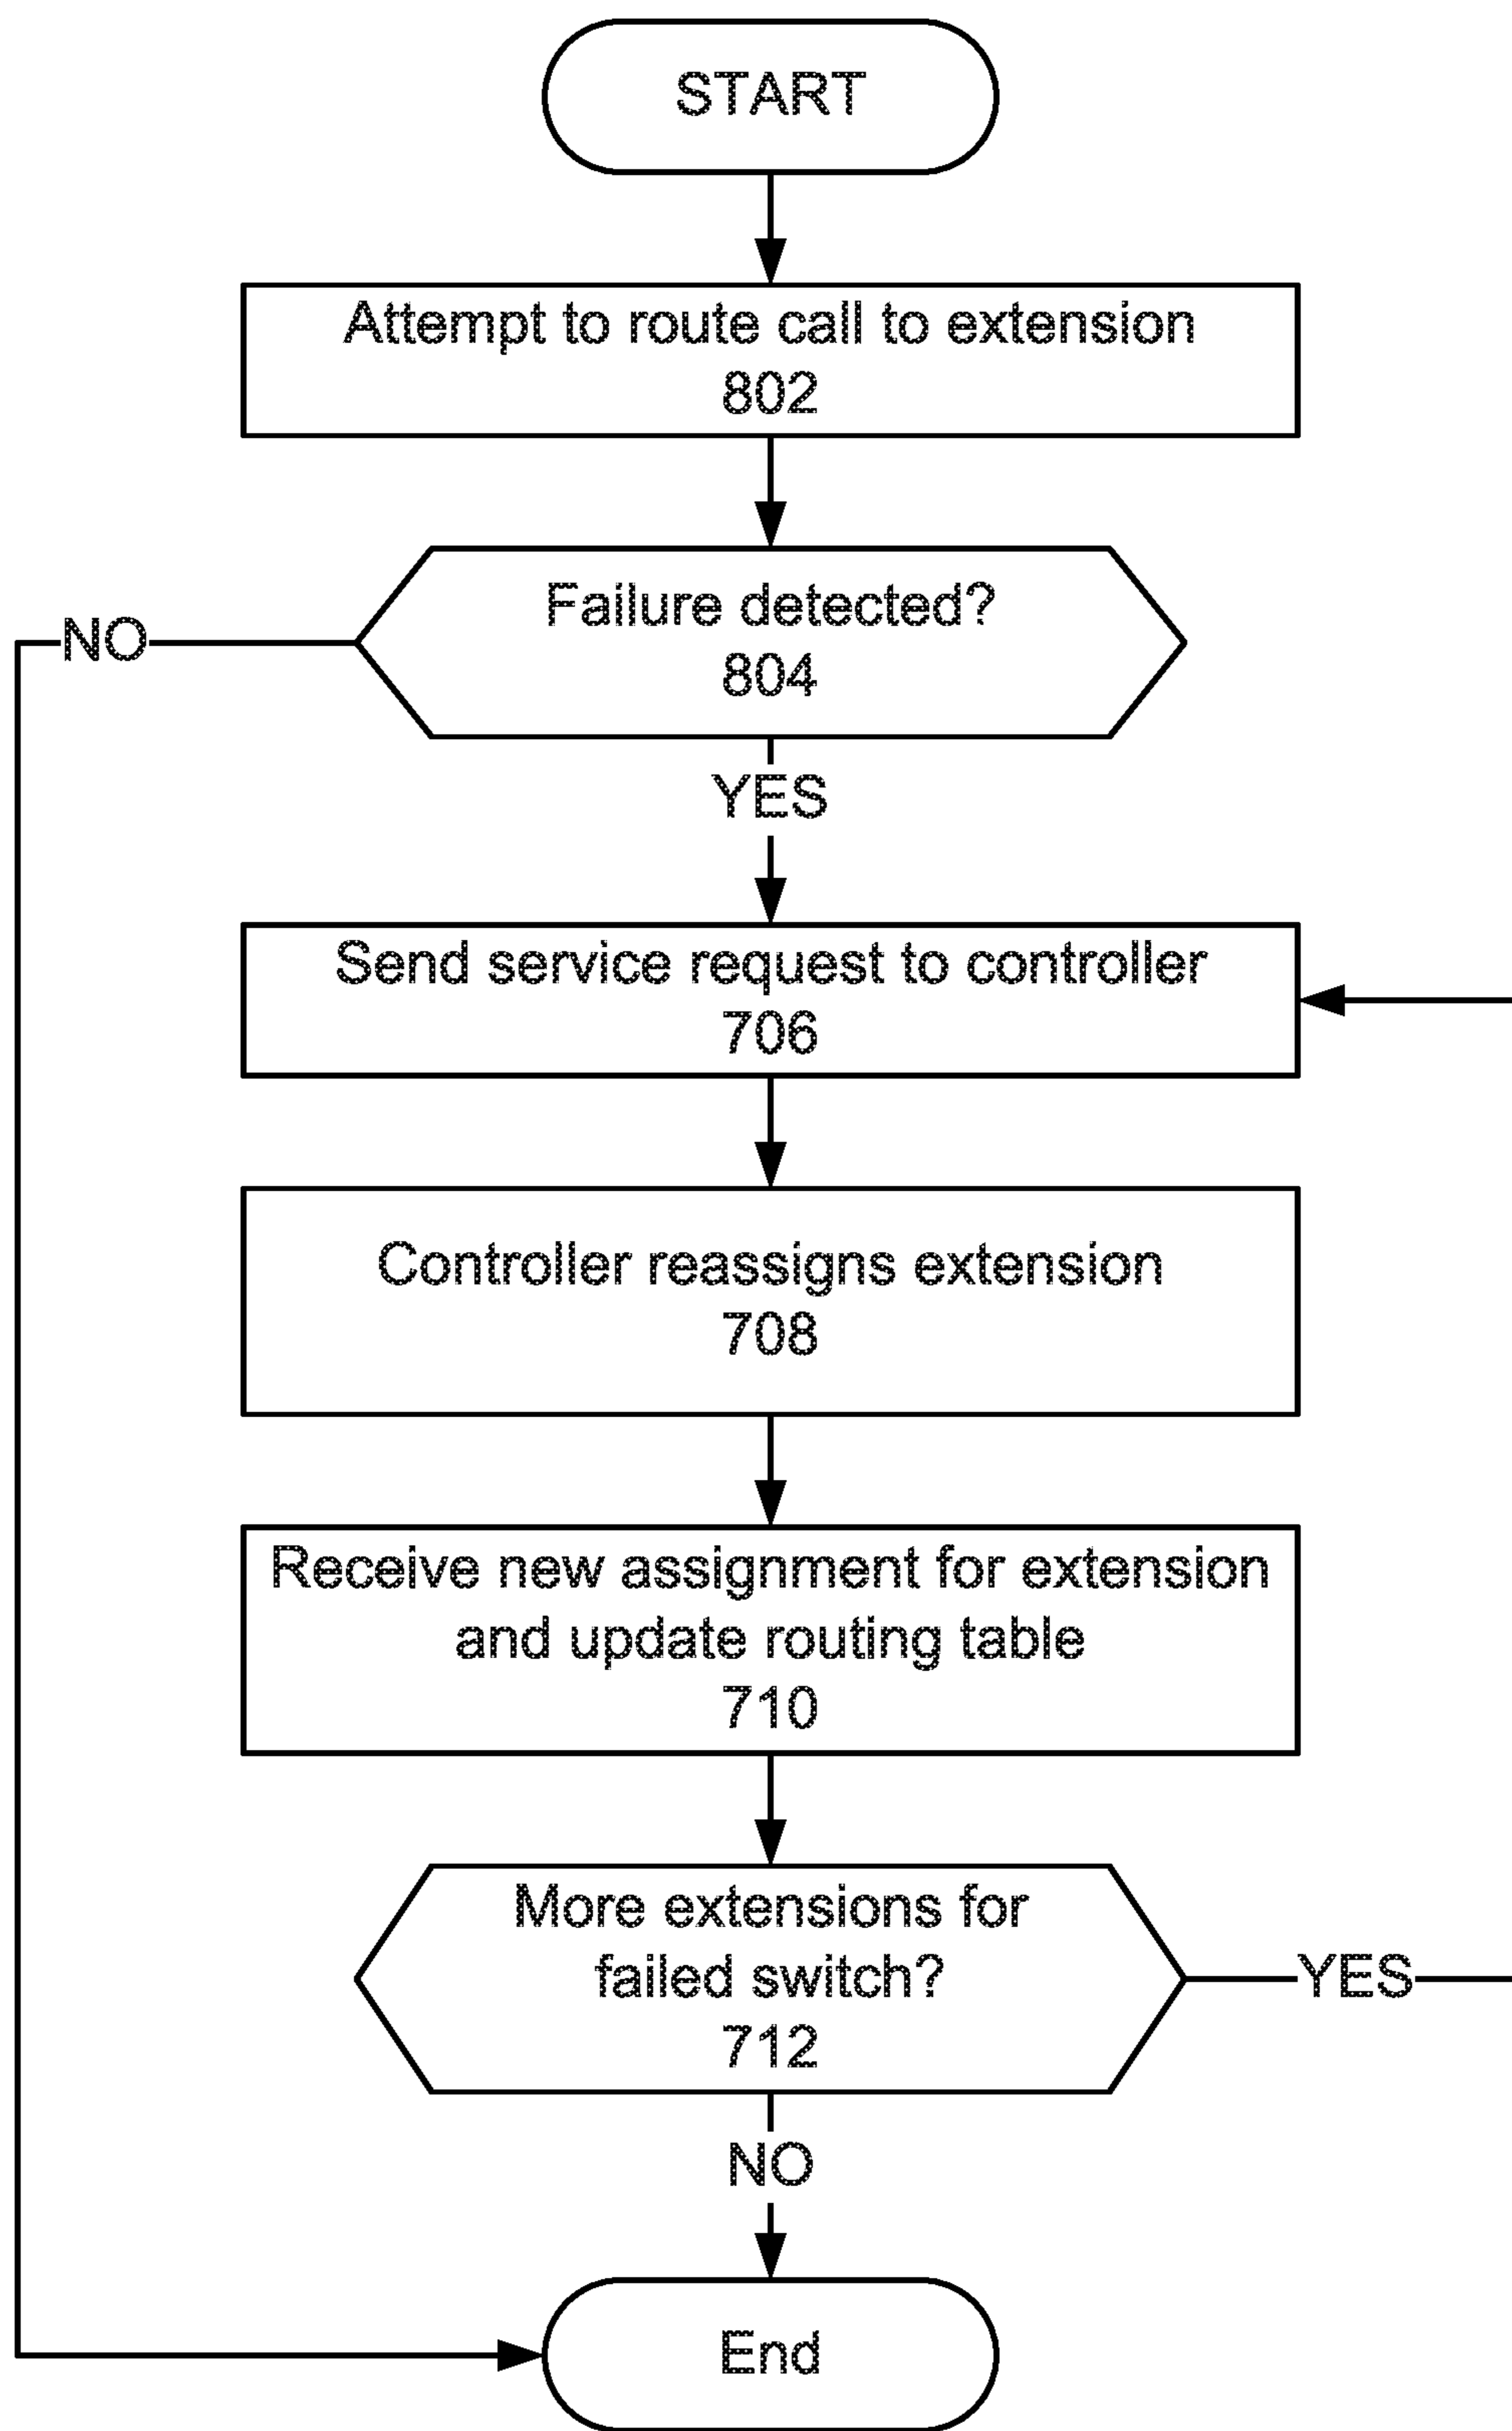 START
Attempt to route call to extension
802
Failure detected?
804
NO
YES
Send service request to controller
706
Controller reassigns extension
708
Receive new assignment for extension
and update routing table
710
More extensions for
failed switch?
712
YES
NO
End